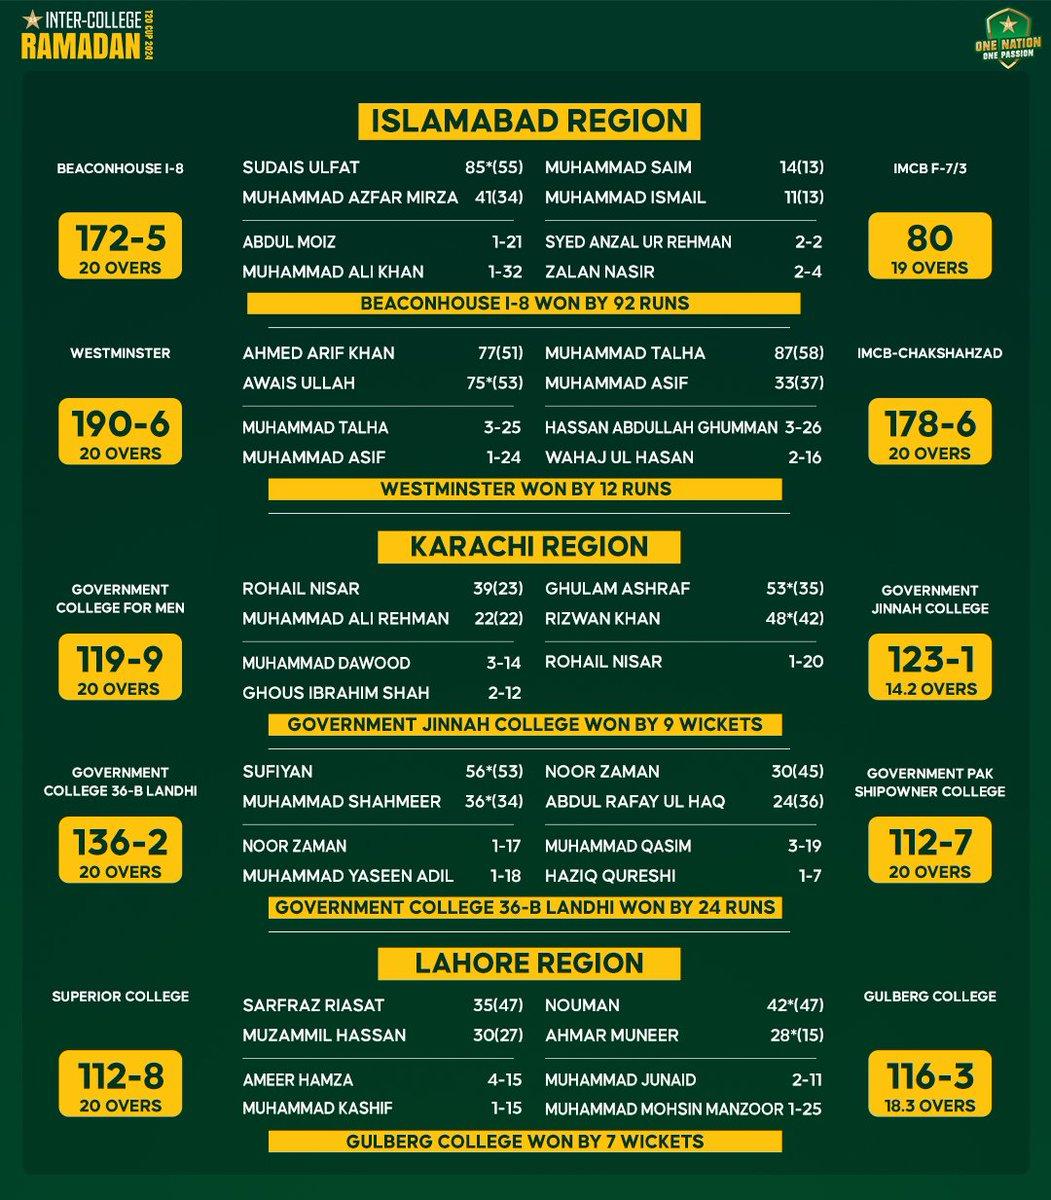 INTER-COLLEGE
RAMADAN
T20 CUP 2024
ONE NATION
ONE PASSION
ISLAMABAD REGION
BEACONHOUSE I-8
172-5
20 OVERS
SUDAIS ULFAT 85*(55)
MUHAMMAD AZFAR MIRZA 41(34)
ABDUL MOIZ 1-21
MUHAMMAD ALI KHAN 1-32
MUHAMMAD SAIM 14(13)
MUHAMMAD ISMAIL 11(13)
SYED ANZAL UR REHMAN 2-2
ZALAN NASIR 2-4
IMCB F-7/3
80
19 OVERS
BEACONHOUSE I-8 WON BY 92 RUNS
WESTMINSTER
190-6
20 OVERS
AHMED ARIF KHAN 77(51)
AWAIS ULLAH 75*(53)
MUHAMMAD TALHA 3-25
MUHAMMAD ASIF 1-24
MUHAMMAD TALHA 87(58)
MUHAMMAD ASIF 33(37)
HASSAN ABDULLAH GHUMMAN 3-26
WAHAJ UL HASAN 2-16
IMCB-CHAKSHAHZAD
178-6
20 OVERS
WESTMINSTER WON BY 12 RUNS
KARACHI REGION
GOVERNMENT
COLLEGE FOR MEN
119-9
20 OVERS
ROHAIL NISAR 39(23)
MUHAMMAD ALI REHMAN 22(22)
MUHAMMAD DAWOOD 3-14
GHOUS IBRAHIM SHAH 2-12
GHULAM ASHRAF 53*(35)
RIZWAN KHAN 48*(42)
ROHAIL NISAR 1-20
GOVERNMENT
JINNAH COLLEGE
123-1
14.2 OVERS
GOVERNMENT JINNAH COLLEGE WON BY 9 WICKETS
GOVERNMENT
COLLEGE 36-B LANDHI
136-2
20 OVERS
SUFIYAN 56*(53)
MUHAMMAD SHAHMEER 36*(34)
NOOR ZAMAN 1-17
MUHAMMAD YASEEN ADIL 1-18
NOOR ZAMAN 30(45)
ABDUL RAFAY UL HAQ 24(36)
MUHAMMAD QASIM 3-19
HAZIQ QURESHI 1-7
GOVERNMENT PAK
SHIPOWNER COLLEGE
112-7
20 OVERS
GOVERNMENT COLLEGE 36-B LANDHI WON BY 24 RUNS
LAHORE REGION
SUPERIOR COLLEGE
112-8
20 OVERS
SARFRAZ RIASAT 35(47)
MUZAMMIL HASSAN 30(27)
AMEER HAMZA 4-15
MUHAMMAD KASHIF 1-15
NOUMAN 42*(47)
AHMAR MUNEER 28*(15)
MUHAMMAD JUNAID 2-11
MUHAMMAD MOHSIN MANZOOR 1-25
GULBERG COLLEGE
116-3
18.3 OVERS
GULBERG COLLEGE WON BY 7 WICKETS